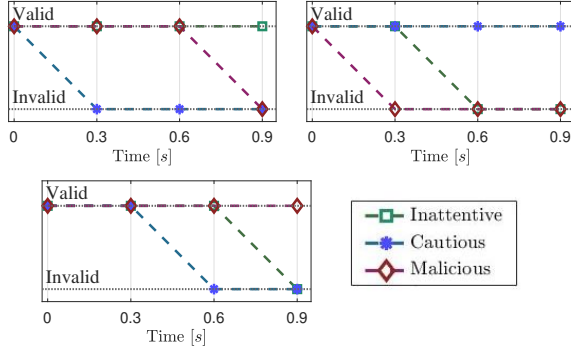 Valid
Invalid
0 0.3 0.6 0.9
Time [s]
Valid
Invalid
0 0.3 0.6 0.9
Time [s]
Valid
Invalid
0 0.3 0.6 0.9
Time [s]
Inattentive
Cautious
Malicious